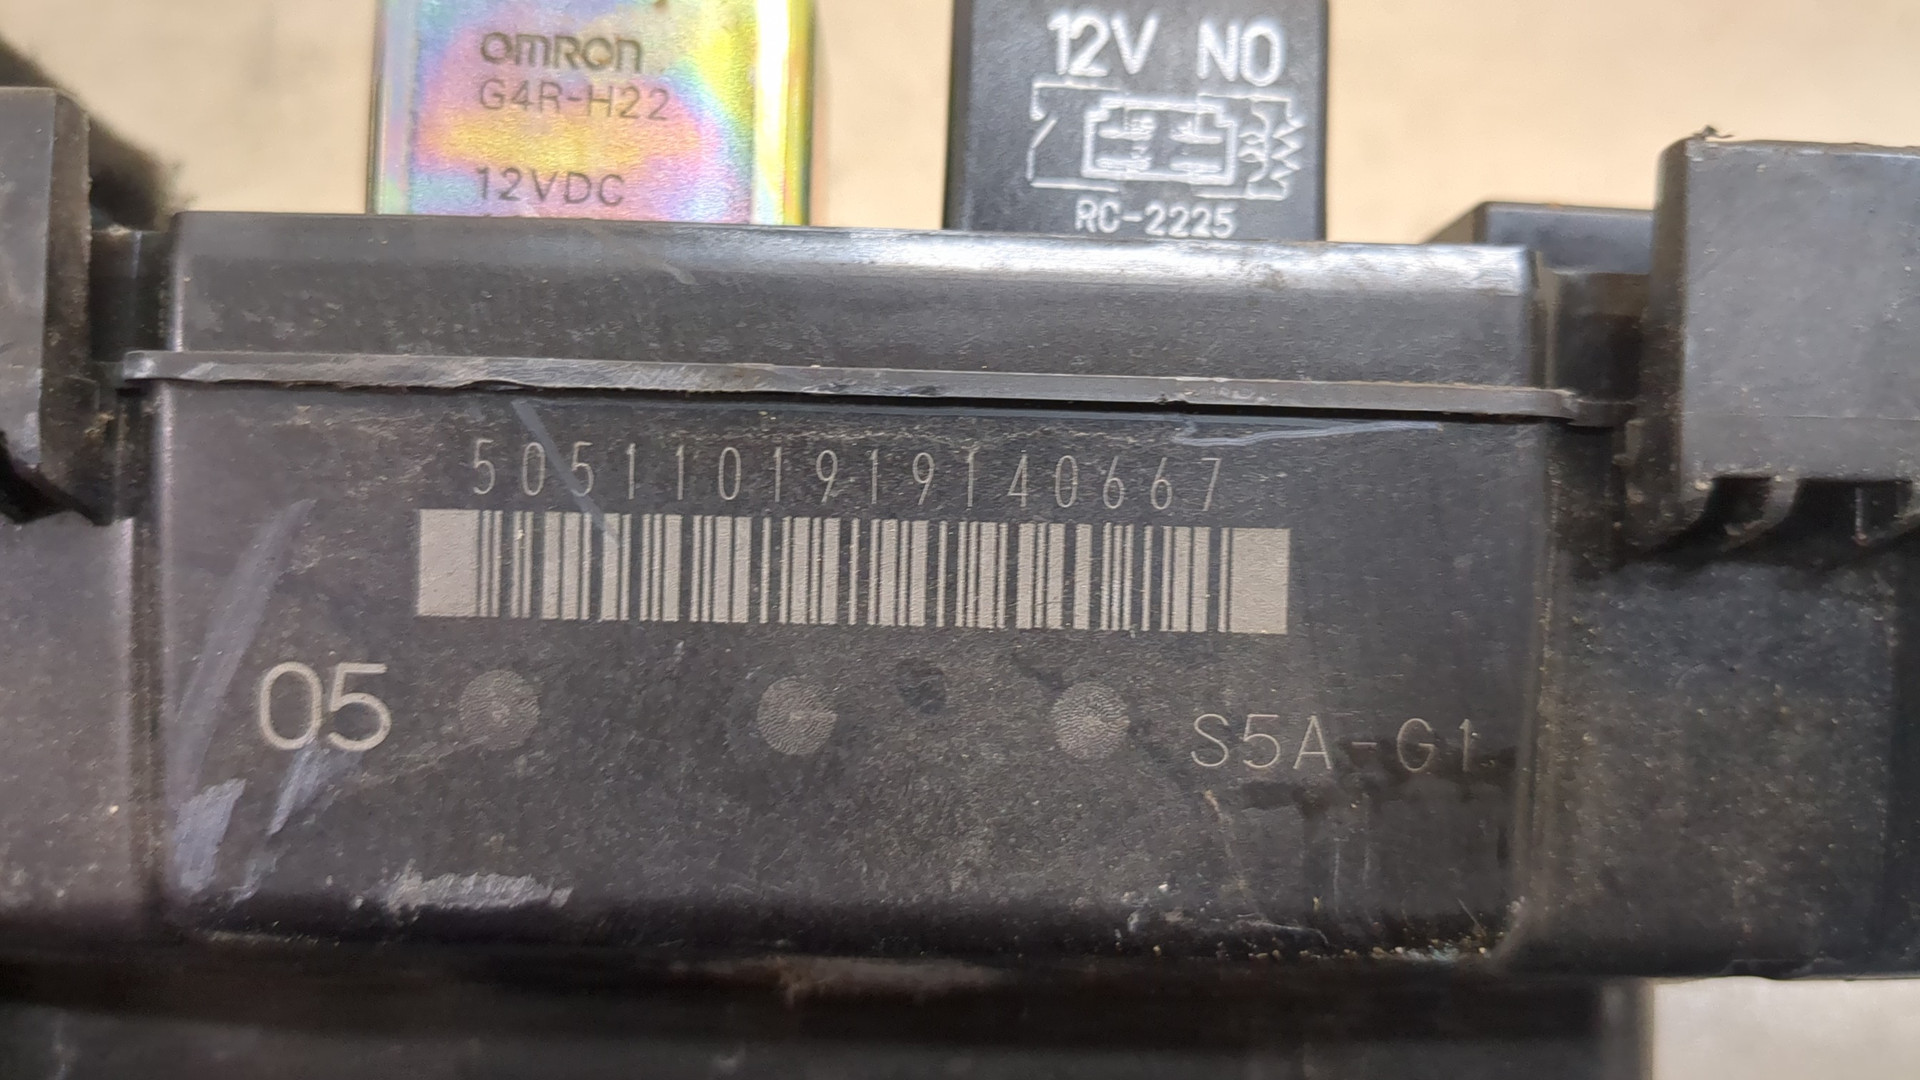 OMRON
G4R-H22
12VDC
12V NO
RC-2225
5051101919140667
05
S5A-G1